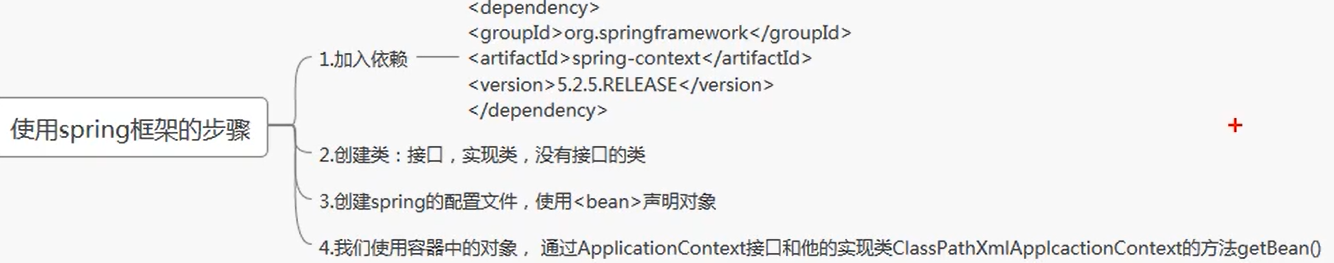 <dependency>
<groupId>org.springframework</groupId>
1.加入依赖
<artifactId>spring-context</artifactId>
<version>5.2.5.RELEASE</version>
</dependency>
使用spring框架的步骤
2.创建类：接口，实现类，没有接口的类
3.创建spring的配置文件，使用<bean>声明对象
4.我们使用容器中的对象， 通过ApplicationContext接口和他的实现类ClassPathXmlApplcactionContext的方法getBean()